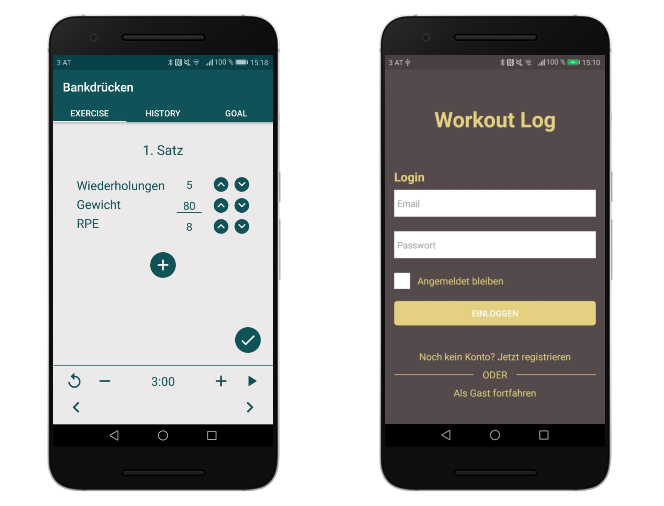 3 AT 100 % 15:18
Bankdrücken
EXERCISE HISTORY GOAL
1. Satz
Wiederholungen 5
Gewicht 80
RPE 8
3:00
3 AT 100 % 15:10
Workout Log
Login
Email
Passwort
Angemeldet bleiben
EINLOGGEN
Noch kein Konto? Jetzt registrieren
ODER
Als Gast fortfahren